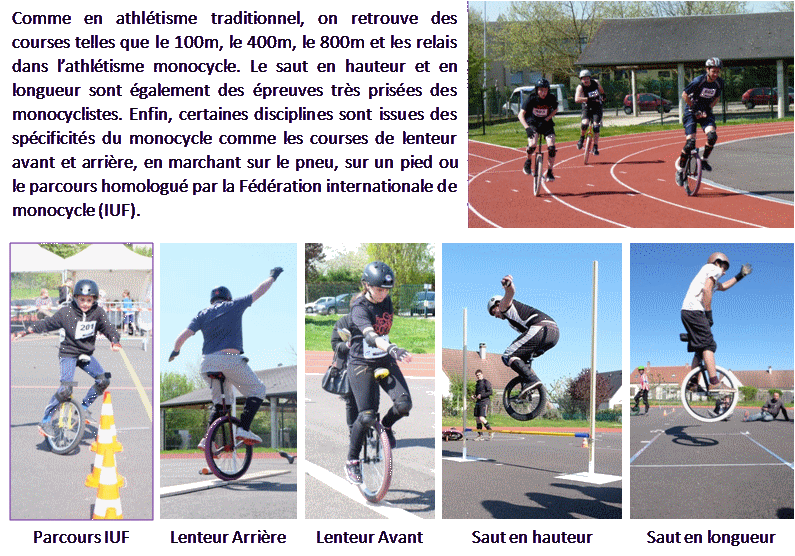 Comme en athlétisme traditionnel, on retrouve des
courses telles que le 100m, le 400m, le 800m et les relais
dans l'athlétisme monocycle. Le saut en hauteur et en
longueur sont également des épreuves très prisées des
monocyclistes. Enfin, certaines disciplines sont issues des
spécificités du monocycle comme les courses de lenteur
avant et arrière, en marchant sur le pneu, sur un pied ou
le parcours homologué par la Fédération internationale de
monocycle (IUF).
201
Parcours IUF
Lenteur Arrière
Lenteur Avant
Saut en hauteur
Saut en longueur